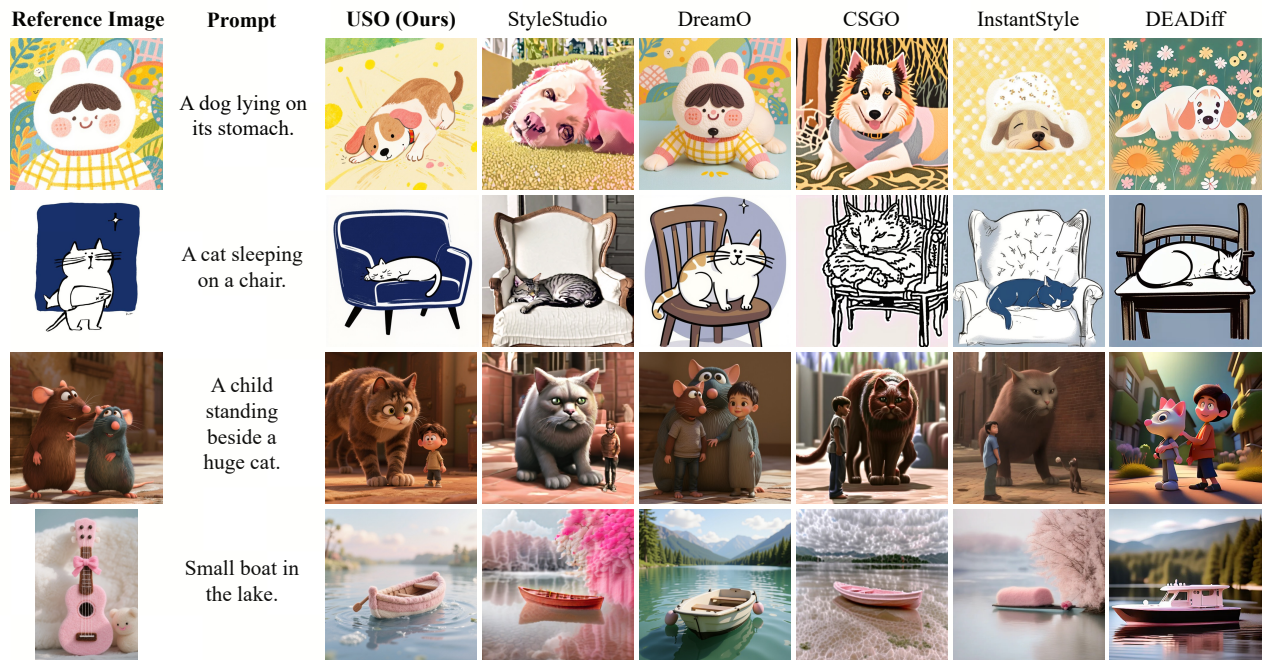 Reference Image Prompt USO (Ours) StyleStudio DreamO CSGO InstantStyle DEADiff
A dog lying on
its stomach.
A cat sleeping
on a chair.
A child
standing
beside a
huge cat.
Small boat in
the lake.